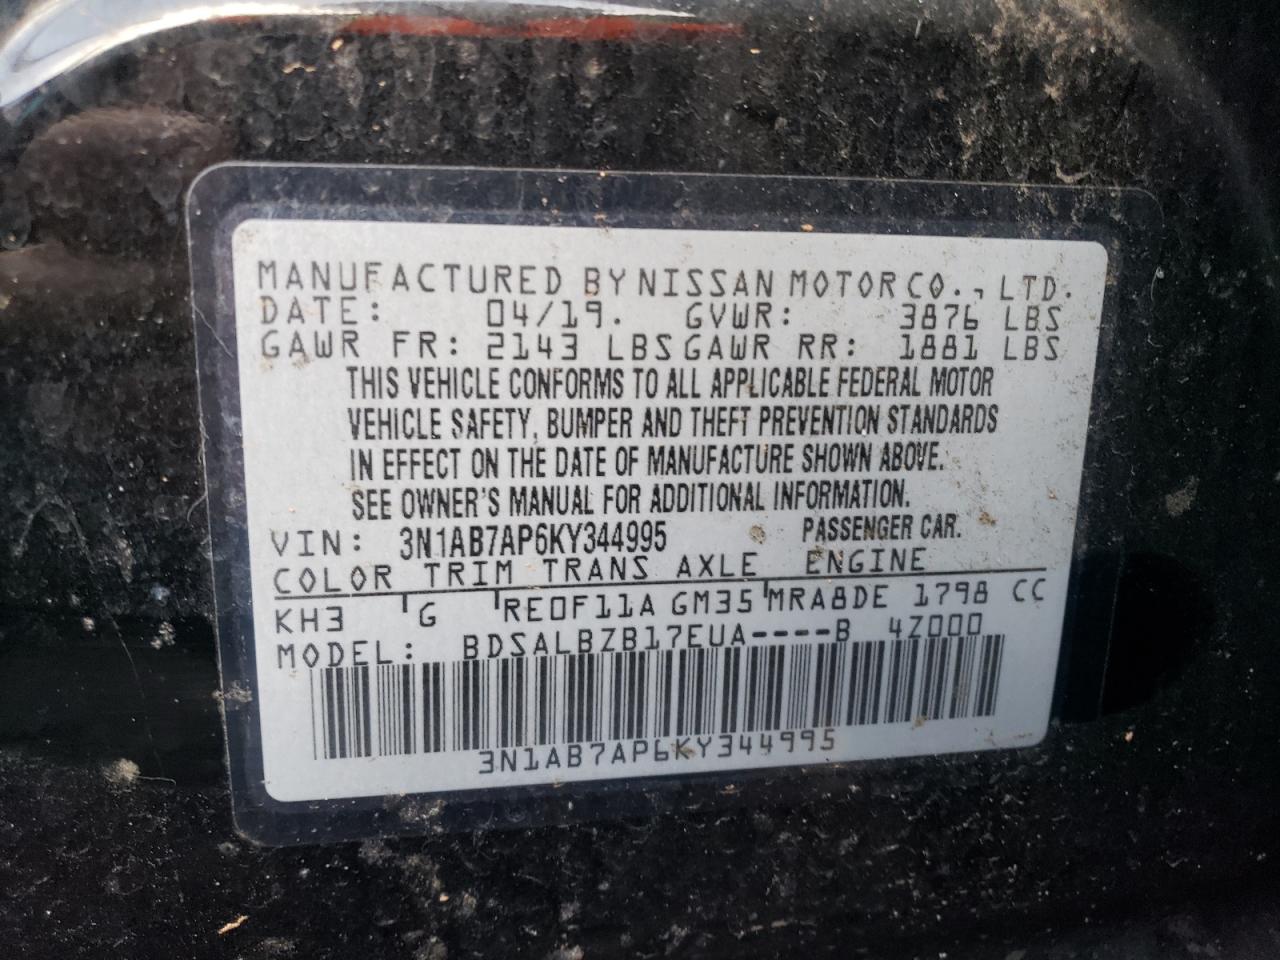 MANUFACTURED BY NISSAN MOTOR CO., LTD.
DATE: 04/19. GVWR: 3876 LBS
GAWR FR: 2143 LBS GAWR RR: 1881 LBS
THIS VEHICLE CONFORMS TO ALL APPLICABLE FEDERAL MOTOR
VEHICLE SAFETY, BUMPER AND THEFT PREVENTION STANDARDS
IN EFFECT ON THE DATE OF MANUFACTURE SHOWN ABOVE.
SEE OWNER'S MANUAL FOR ADDITIONAL INFORMATION.
VIN: 3N1AB7AP6KY344995 PASSENGER CAR.
COLOR TRIM TRANS AXLE ENGINE
KH3 G RE0F11A GM35 MRA8DE 1798 CC
MODEL: BDSALBZB17EUA----B 4Z000
3N1AB7AP6KY344995